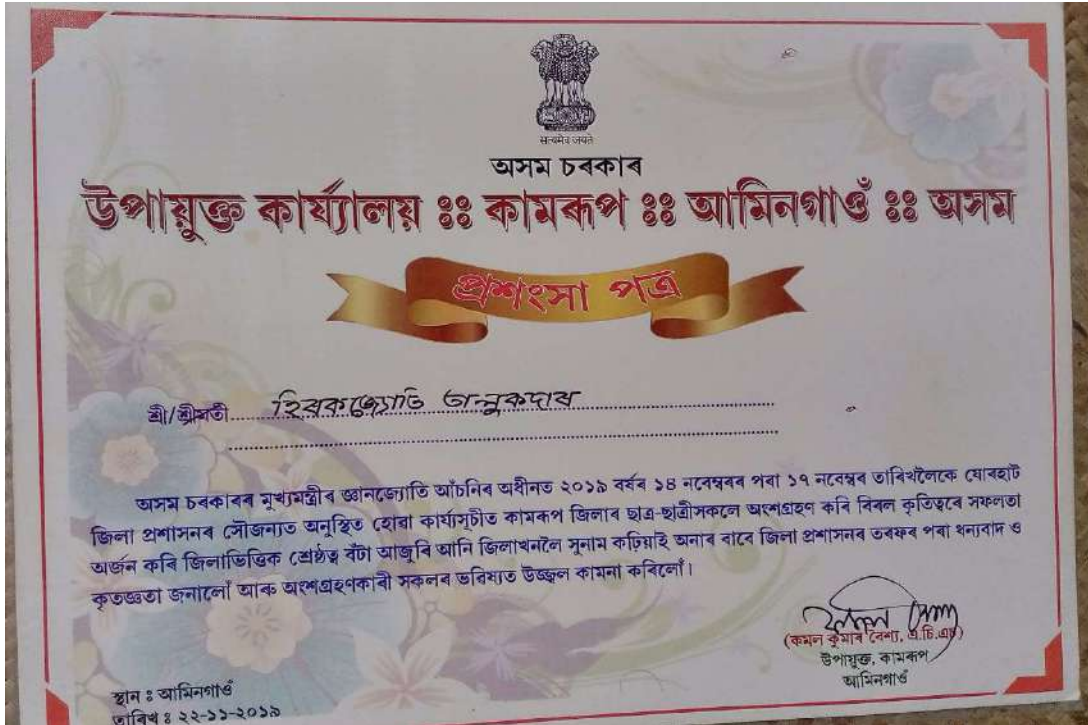 सत्यमेव जयते
অসম চৰকাৰ
উপায়ুক্ত কাৰ্য্যালয় ঃঃ কামৰূপ ঃঃ আমিনগাওঁ ঃঃ অসম
প্ৰশংসা পত্ৰ
শ্ৰী/শ্ৰীমতী হিৰকজ্যোতি তালুকদাৰ
অসম চৰকাৰৰ মুখ্যমন্ত্ৰীৰ জ্ঞানজ্যোতি আঁচনিৰ অধীনত ২০১৯ বৰ্ষৰ ১৪ নৱেম্বৰৰ পৰা ১৭ নৱেম্বৰ তাৰিখলৈকে যোৰহাট
জিলা প্ৰশাসনৰ সৌজন্যত অনুষ্ঠিত হোৱা কাৰ্য্যসূচীত কামৰূপ জিলাৰ ছাত্ৰ-ছাত্ৰীসকলে অংশগ্ৰহণ কৰি বিৰল কৃতিত্বৰে সফলতা
অৰ্জন কৰি জিলাভিত্তিক শ্ৰেষ্ঠত্ব বঁটা আজুৰি আনি জিলাখনলৈ সুনাম কঢ়িয়াই অনাৰ বাবে জিলা প্ৰশাসনৰ তৰফৰ পৰা ধন্যবাদ ও
কৃতজ্ঞতা জনালোঁ আৰু অংশগ্ৰহণকাৰী সকলৰ ভৱিষ্যত উজ্জ্বল কামনা কৰিলোঁ।
(কমল কুমাৰ বৈশ্য, এ.চি.এছ)
উপায়ুক্ত, কামৰূপ
আমিনগাওঁ
স্থান ঃ আমিনগাওঁ
তাৰিখ ঃ ২২-১১-২০১৯